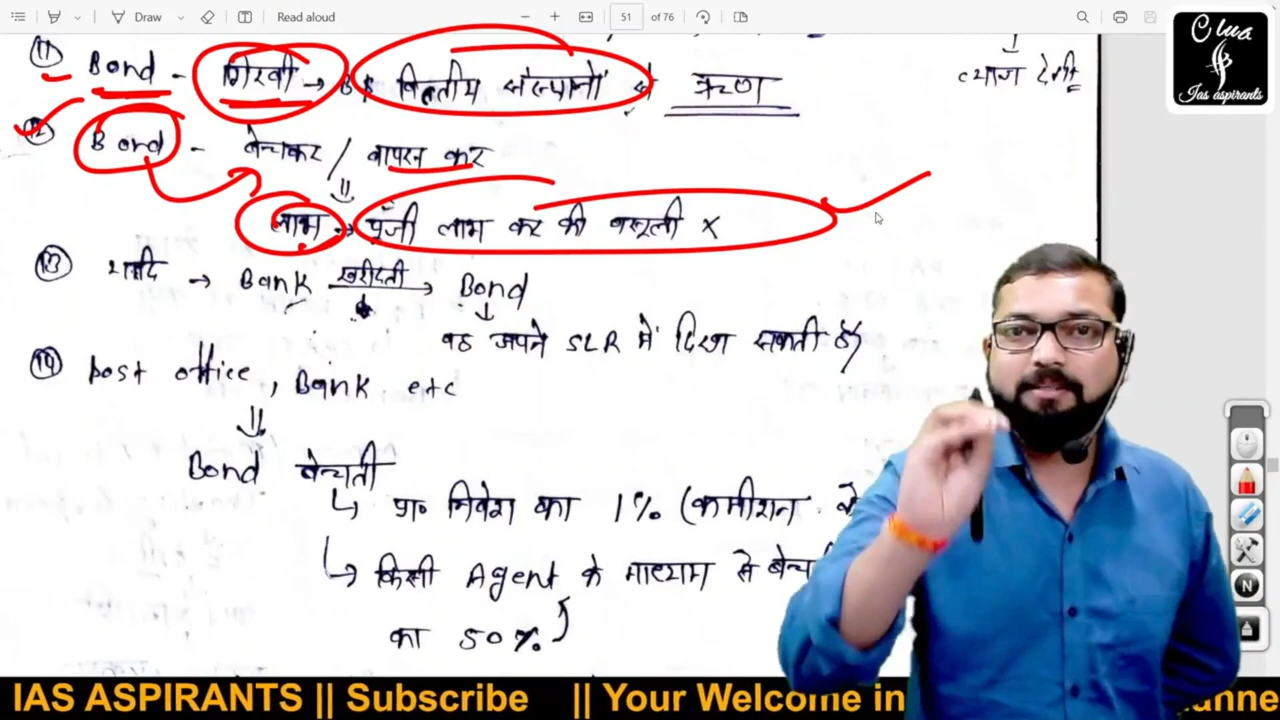 Draw
Read aloud
51 of 76
Clua
Ias aspirants
11 Bond - गिरवी → वित्तीय संस्थानों से ऋण
ब्याज देगी
12 Bond - बेचकर / वापस कर
लाभ → पूँजी लाभ कर की वसूली x
13 यदि → Bank खरीदती → Bond
वह अपने SLR में दिखा सकती है/
14 post office, Bank etc
Bond बेचती
प्रा० निवेश का 1% (कमीशन
किसी Agent के माध्यम से
का 50%
IAS ASPIRANTS || Subscribe || Your Welcome in
N